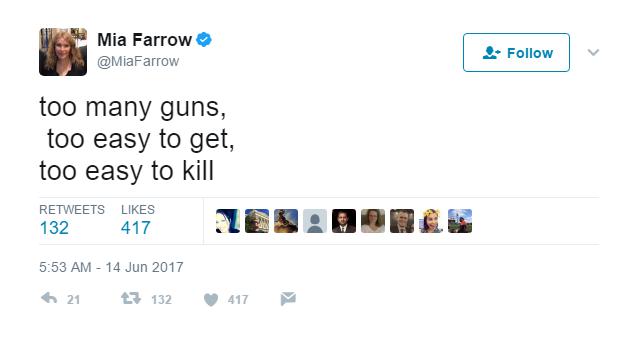 Mia Farrow
@MiaFarrow
Follow
too many guns,
too easy to get,
too easy to kill
RETWEETS LIKES
132 417
5:53 AM - 14 Jun 2017
21 132 417